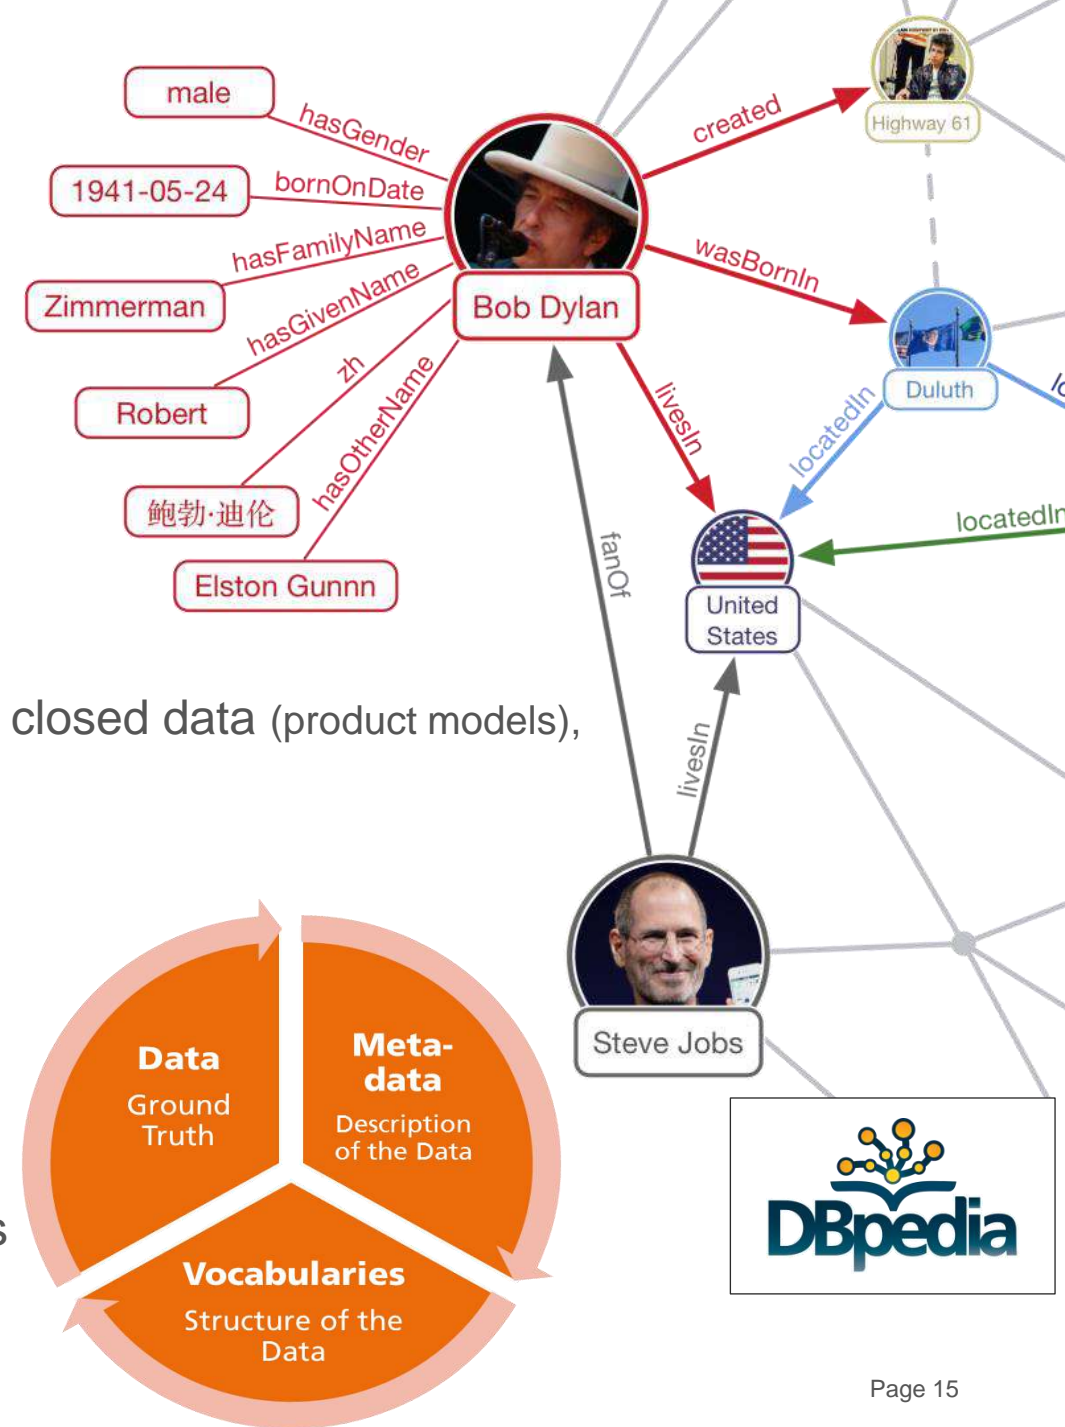 male
hasGender
created
Highway 61
1941-05-24
bornOnDate
hasFamilyName
wasBornIn
Zimmerman
hasGivenName
Bob Dylan
Duluth
zh
Robert
hasOtherName
livesIn
locatedIn
鲍勃·迪伦
locatedIn
Elston Gunnn
fanOf
United
States
closed data (product models),
livesIn
Steve Jobs
Data
Ground
Truth
Meta-
data
Description
of the Data
s
Vocabularies
Structure of the
Data
DBpedia
Page 15